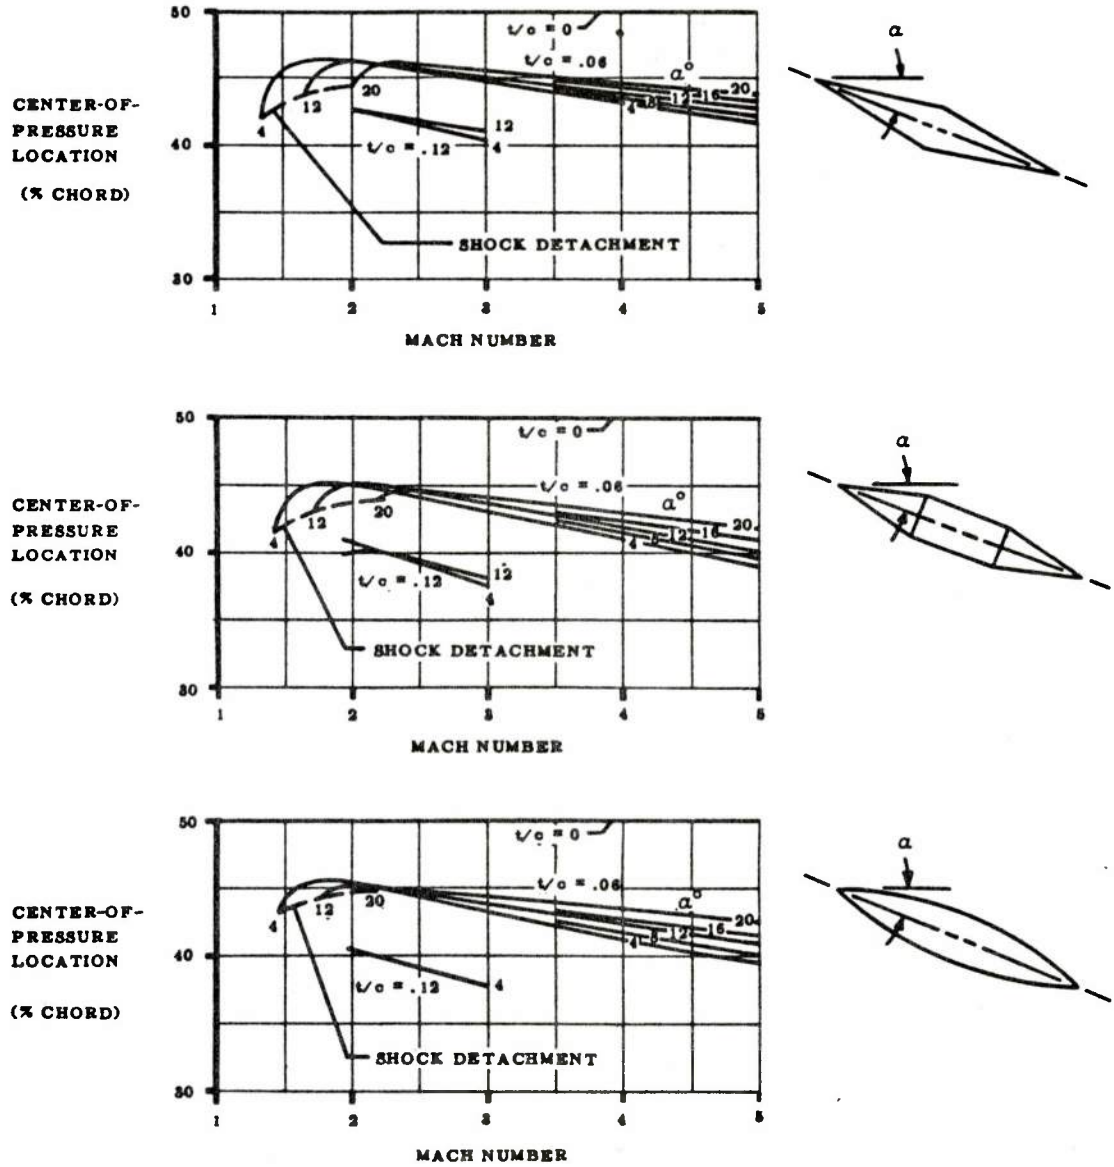 50
t/c = 0
t/c = .06
α°
α
CENTER-OF-
PRESSURE
LOCATION
(% CHORD)
4 12 20
4 8 12 16 20
40
12
4
t/c = .12
SHOCK DETACHMENT
30
1 2 3 4 5
MACH NUMBER
50
t/c = 0
t/c = .06
α°
α
CENTER-OF-
PRESSURE
LOCATION
(% CHORD)
4 12 20
4 8 12 16 20
40
12
4
t/c = .12
SHOCK DETACHMENT
30
1 2 3 4 5
MACH NUMBER
50
t/c = 0
t/c = .06
α°
α
CENTER-OF-
PRESSURE
LOCATION
(% CHORD)
4 12 20
4 8 12 16 20
40
4
t/c = .12
SHOCK DETACHMENT
30
1 2 3 4 5
MACH NUMBER